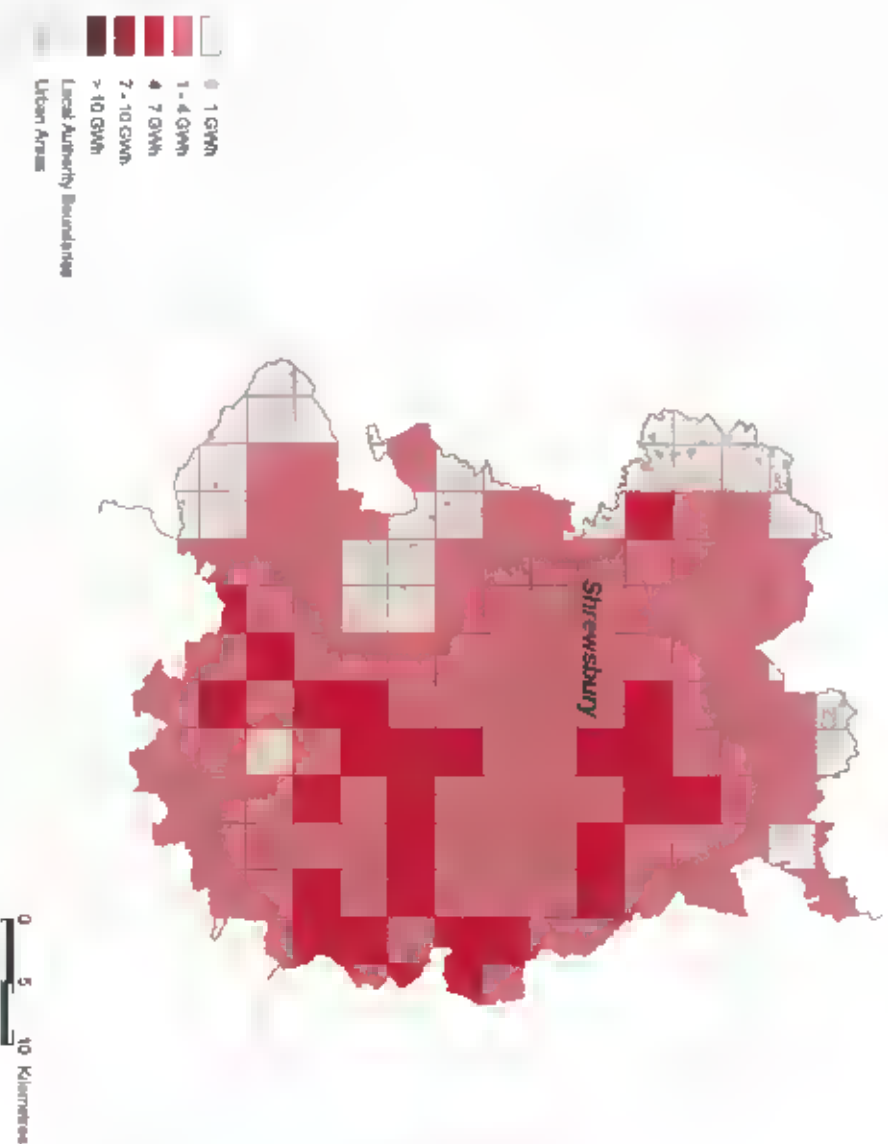 0 - 1 GWh
1 - 4 GWh
4 - 7 GWh
7 - 10 GWh
> 10 GWh
Local Authority Boundaries
Urban Areas
Shrewsbury
0 5 10 Kilometres